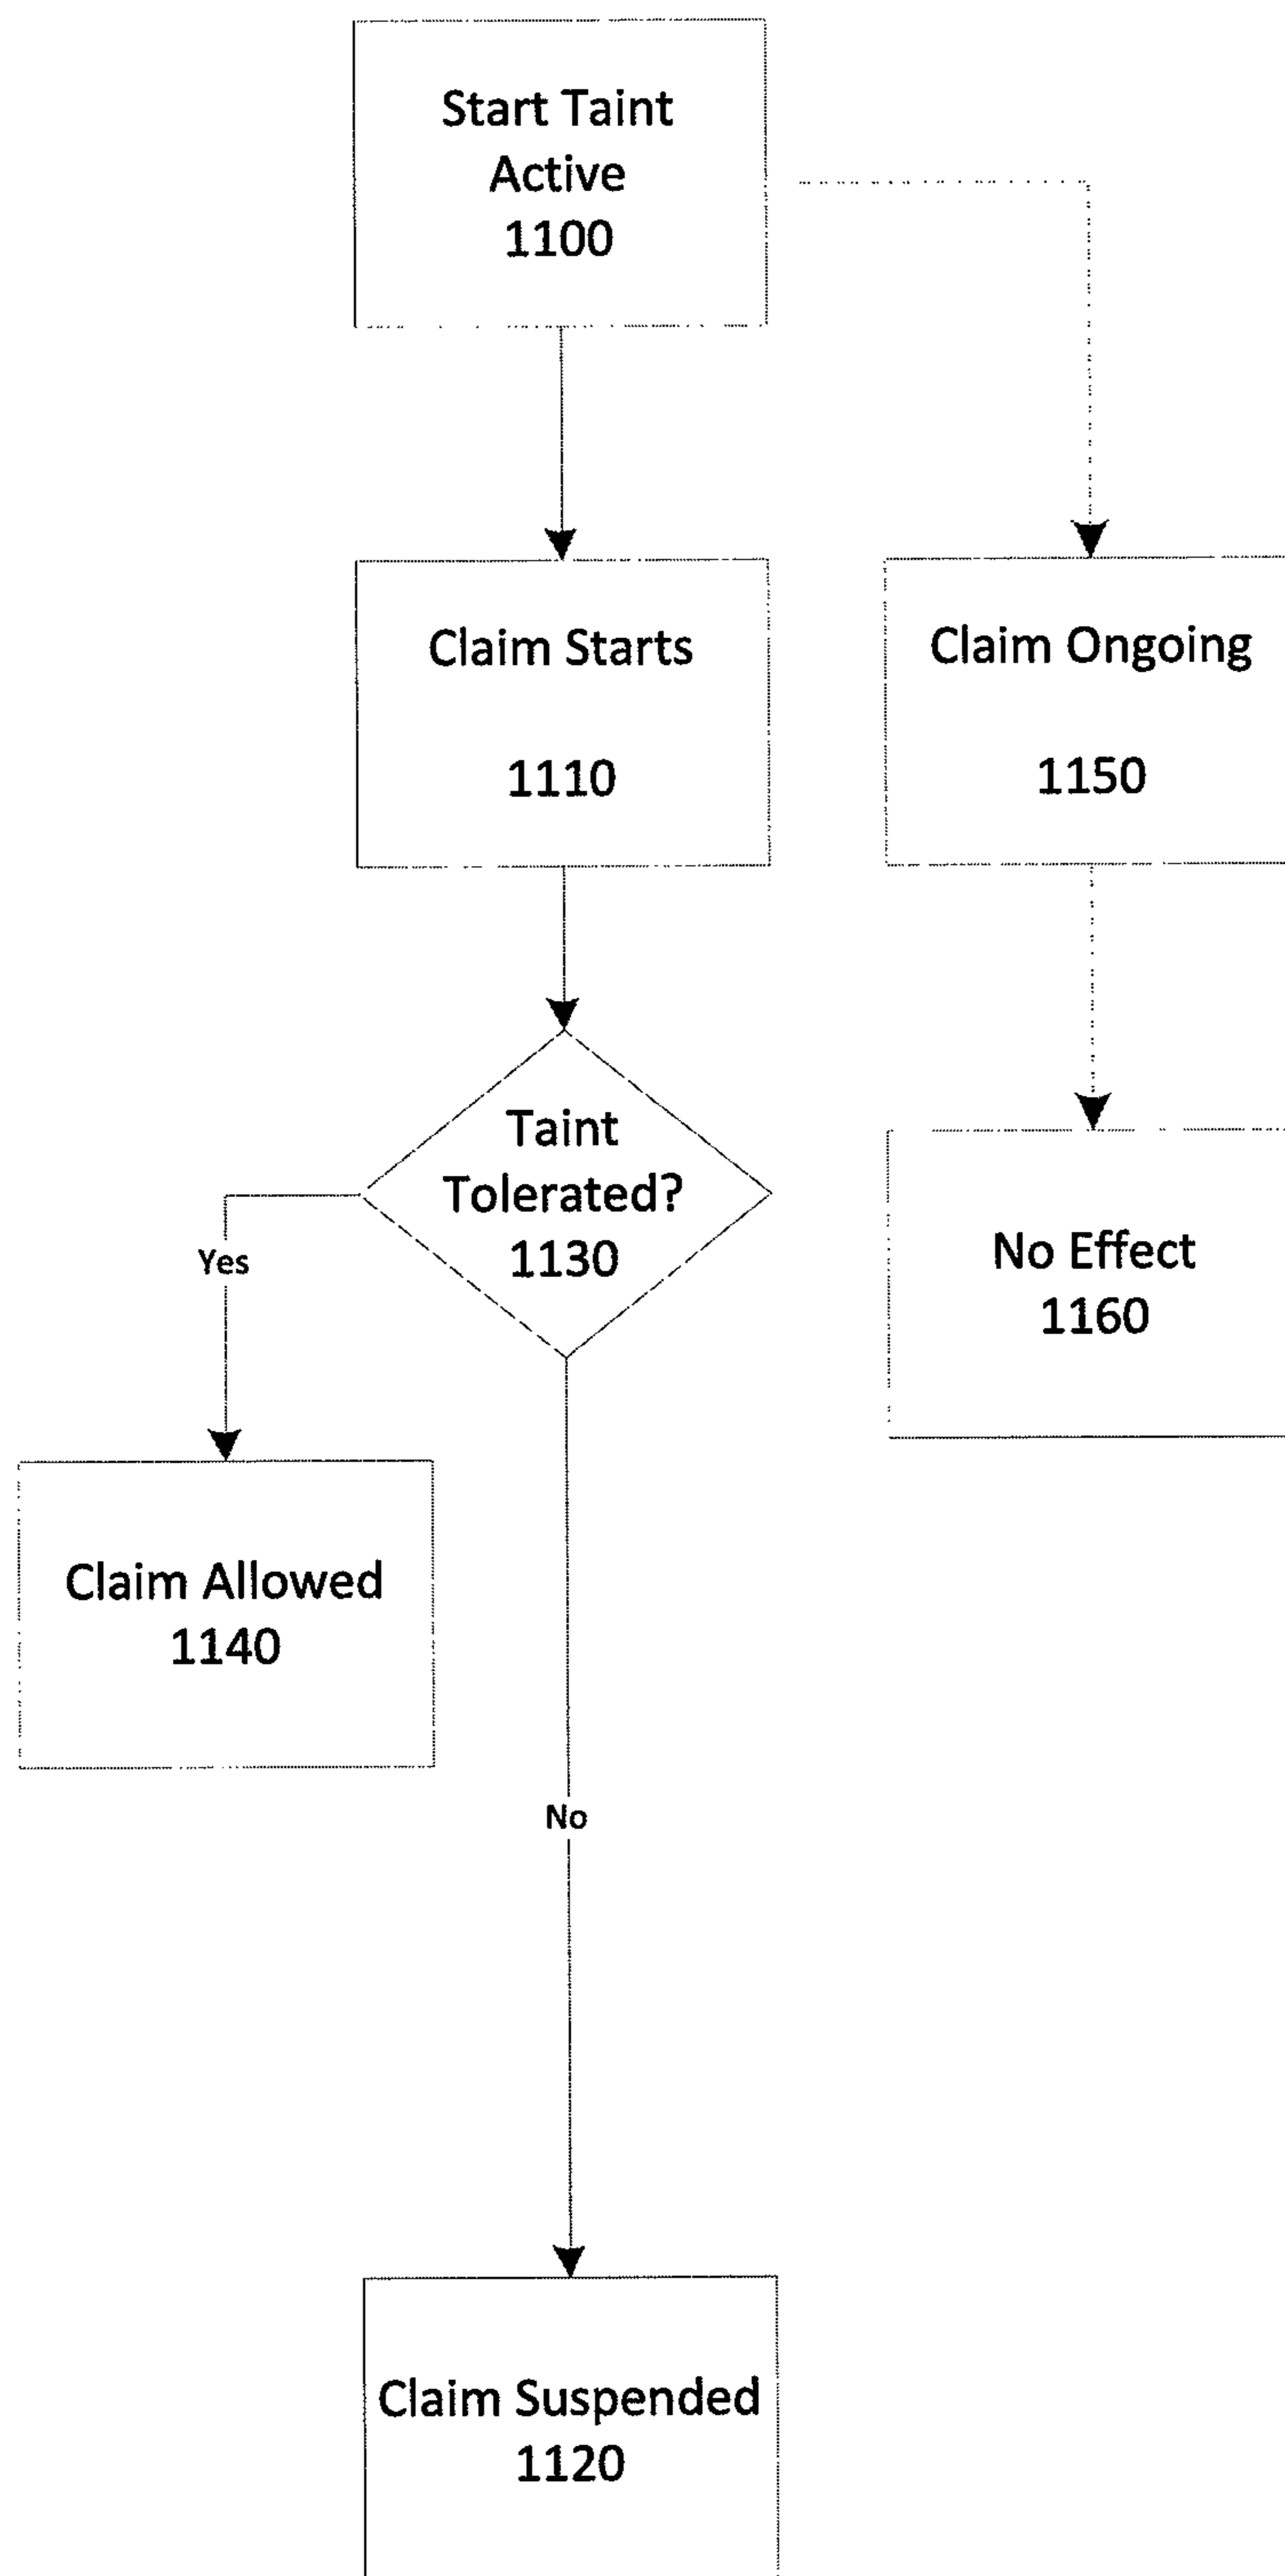 Start Taint
Active
1100
Claim Starts
1110
Claim Ongoing
1150
Taint
Tolerated?
1130
Yes
No Effect
1160
Claim Allowed
1140
No
Claim Suspended
1120